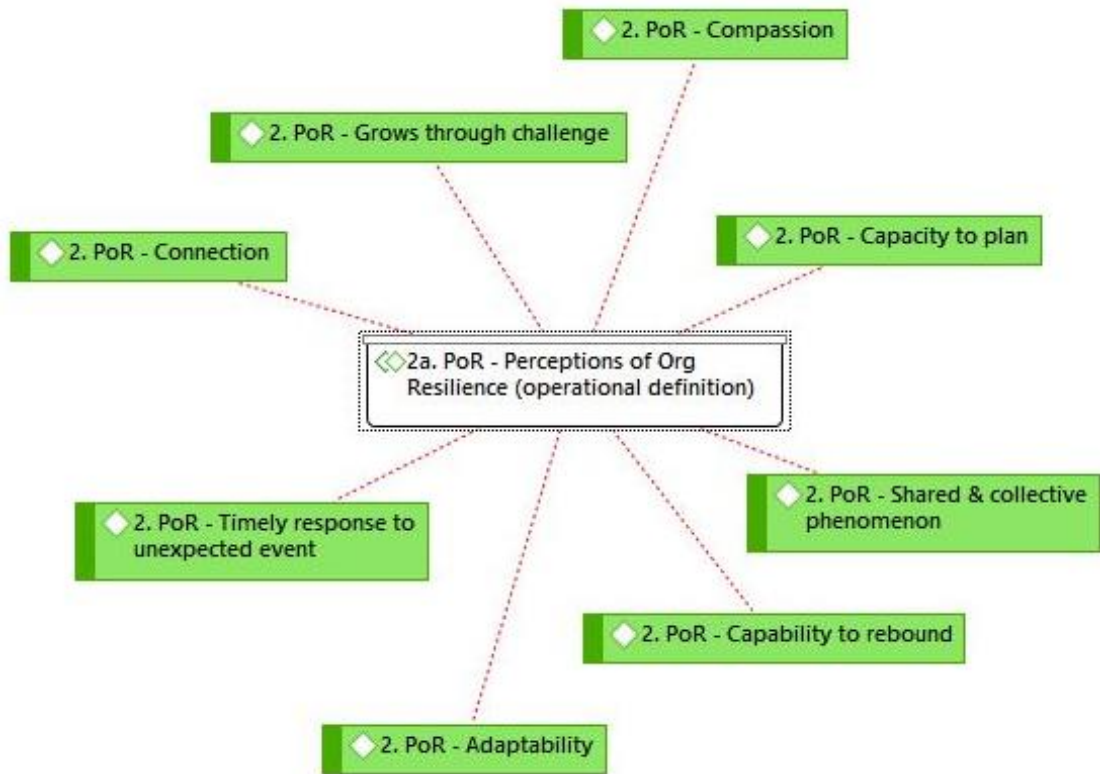 2. PoR - Compassion
2. PoR - Grows through challenge
2. PoR - Capacity to plan
2. PoR - Connection
2a. PoR - Perceptions of Org
Resilience (operational definition)
2. PoR - Shared & collective
phenomenon
2. PoR - Timely response to
unexpected event
2. PoR - Capability to rebound
2. PoR - Adaptability